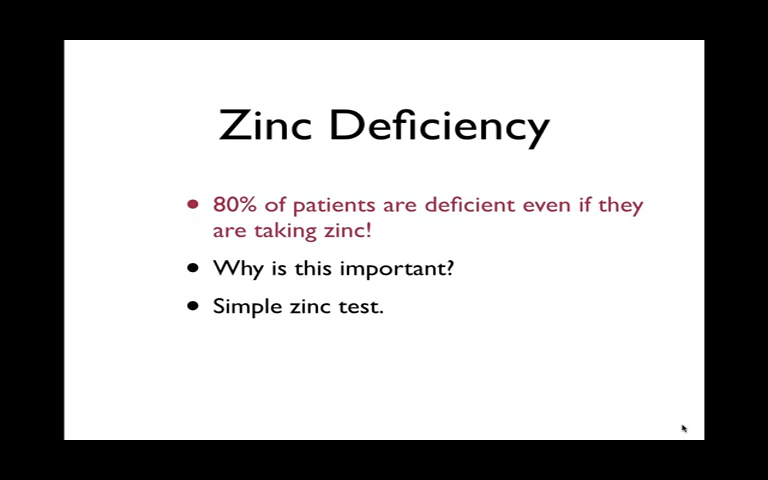 Zinc Deficiency
• 80% of patients are deficient even if they
are taking zinc!
• Why is this important?
• Simple zinc test.